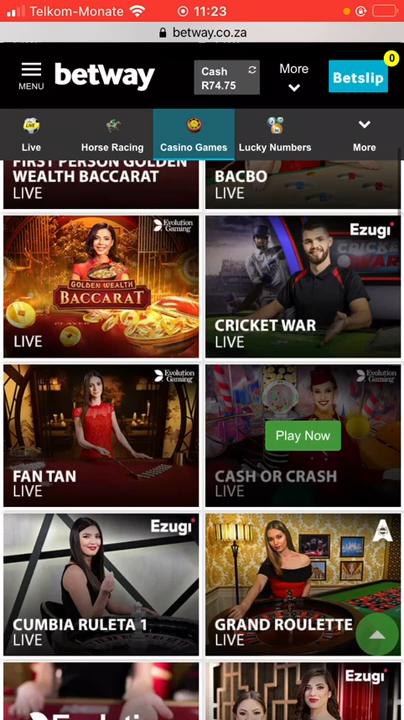 Telkom-Monate
11:23
betway.co.za
MENU
betway
Cash
R74.75
More
Betslip
0
LIVE
Live
Horse Racing
Casino Games
Lucky Numbers
More
FIRST PERSON GOLDEN
WEALTH BACCARAT
LIVE
BACBO
LIVE
Evolution
Gaming
GOLDEN WEALTH
BACCARAT
PLAYER
LIVE
Ezugi
CRICKET WAR
LIVE
Evolution
Gaming
FAN TAN
LIVE
Evolution
Gaming
Play Now
CASH OR CRASH
LIVE
Ezugi
CUMBIA RULETA 1
LIVE
GRAND ROULETTE
LIVE
Evolution
Ezugi